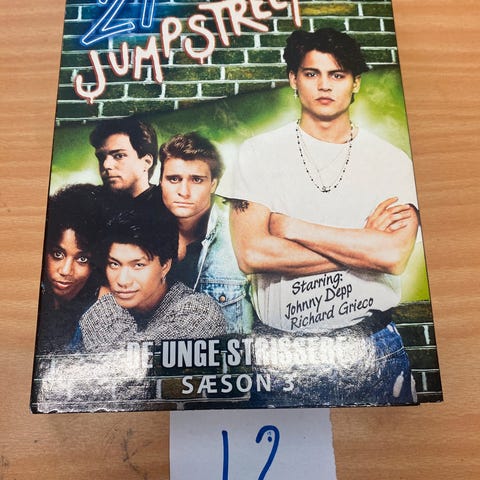 21
JUMPSTREET
Starring:
Johnny Depp
Richard Grieco
DE UNGE STRISSERE
SÆSON 3
12